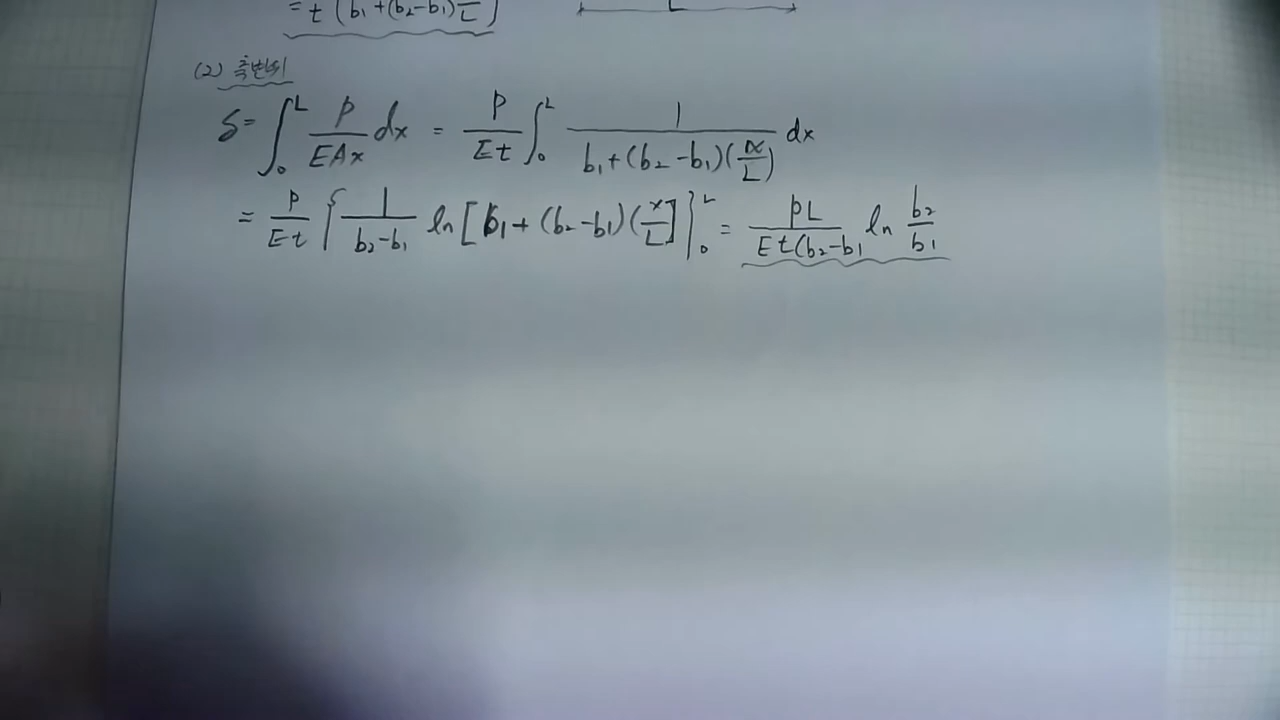 = t (b₁+(b₂-b₁)x/L) L
(2) 축변위
δ= ∫₀ᴸ P/EAx dx = P/Et ∫₀ᴸ 1/(b₁+(b₂-b₁)(x/L)) dx
= P/Et [ 1/(b₂-b₁) ln[b₁+(b₂-b₁)(x/L] ]₀ᴸ = PL/Et(b₂-b₁ ln b₂/b₁